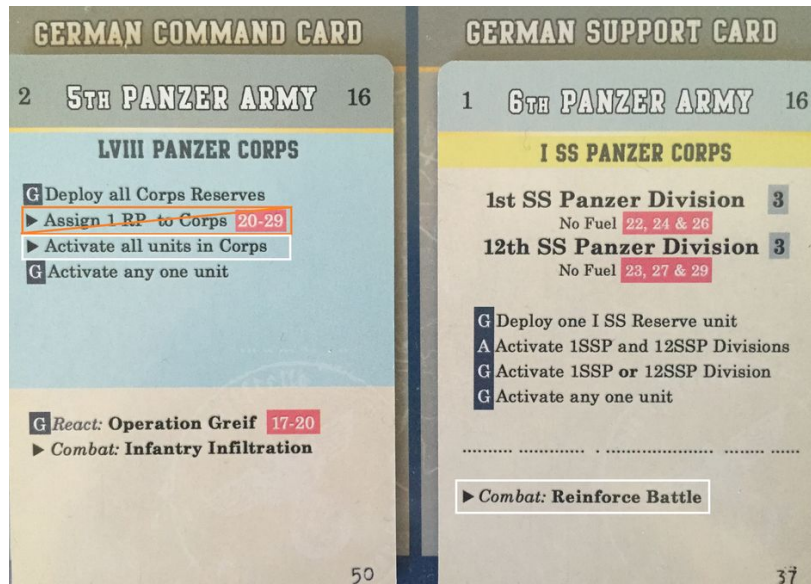 GERMAN COMMAND CARD
2 5TH PANZER ARMY 16
LVIII PANZER CORPS
G Deploy all Corps Reserves
▶ Assign 1 RP to Corps 20-29
▶ Activate all units in Corps
G Activate any one unit
G React: Operation Greif 17-20
▶ Combat: Infantry Infiltration
50
GERMAN SUPPORT CARD
1 6TH PANZER ARMY 16
I SS PANZER CORPS
1st SS Panzer Division 3
No Fuel 22, 24 & 26
12th SS Panzer Division 3
No Fuel 23, 27 & 29
G Deploy one I SS Reserve unit
A Activate 1SSP and 12SSP Divisions
G Activate 1SSP or 12SSP Division
G Activate any one unit
▶ Combat: Reinforce Battle
37